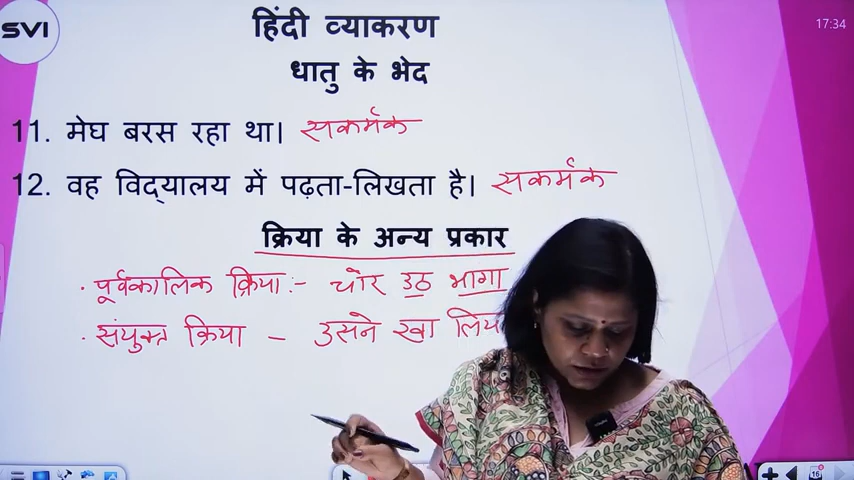 SVI
17:34
हिंदी व्याकरण
धातु के भेद
11. मेघ बरस रहा था। सकर्मक
12. वह विद्यालय में पढ़ता-लिखता है। सकर्मक
क्रिया के अन्य प्रकार
· पूर्वकालिक क्रिया :- चोर उठ भागा
· संयुक्त क्रिया - उसने खा
16